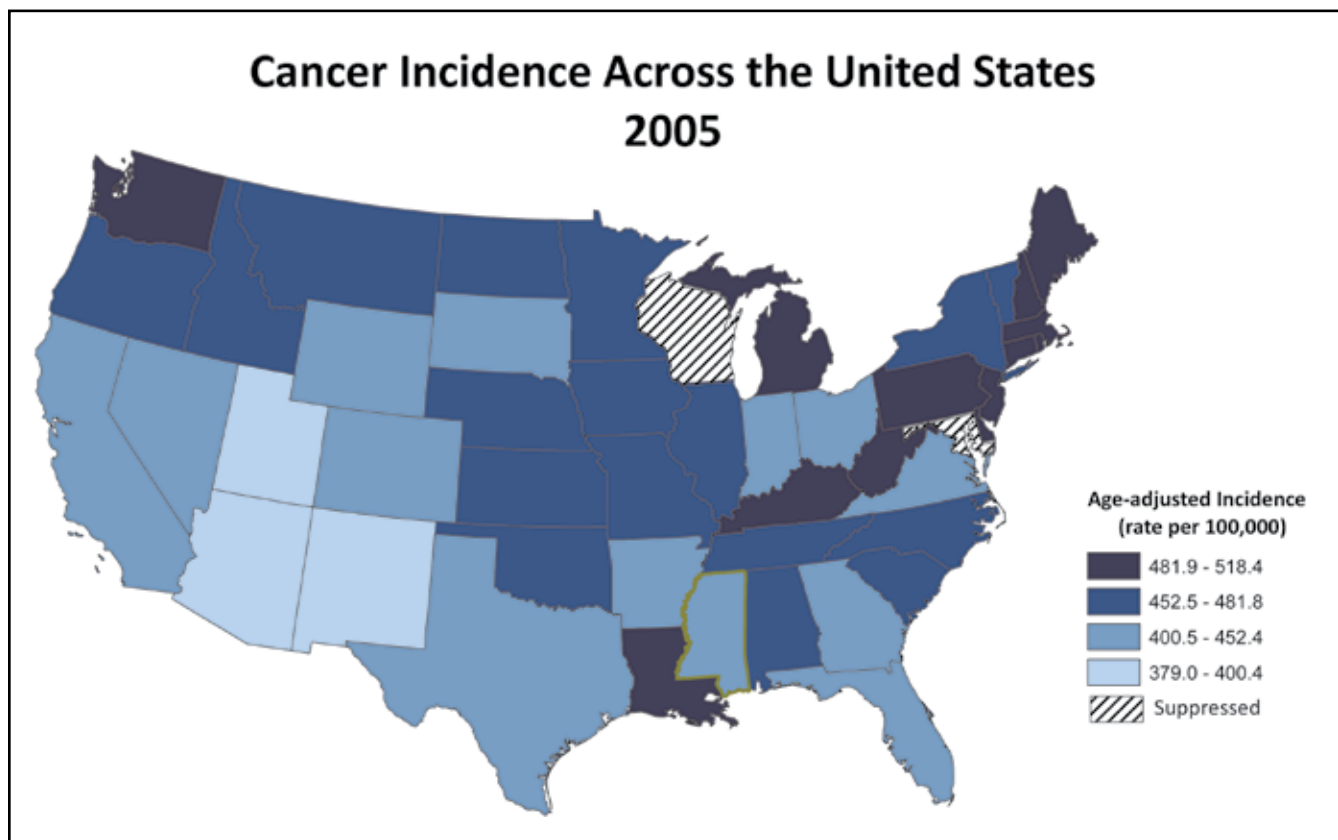 Cancer Incidence Across the United States
2005
Age-adjusted Incidence
(rate per 100,000)
481.9 - 518.4
452.5 - 481.8
400.5 - 452.4
379.0 - 400.4
Suppressed